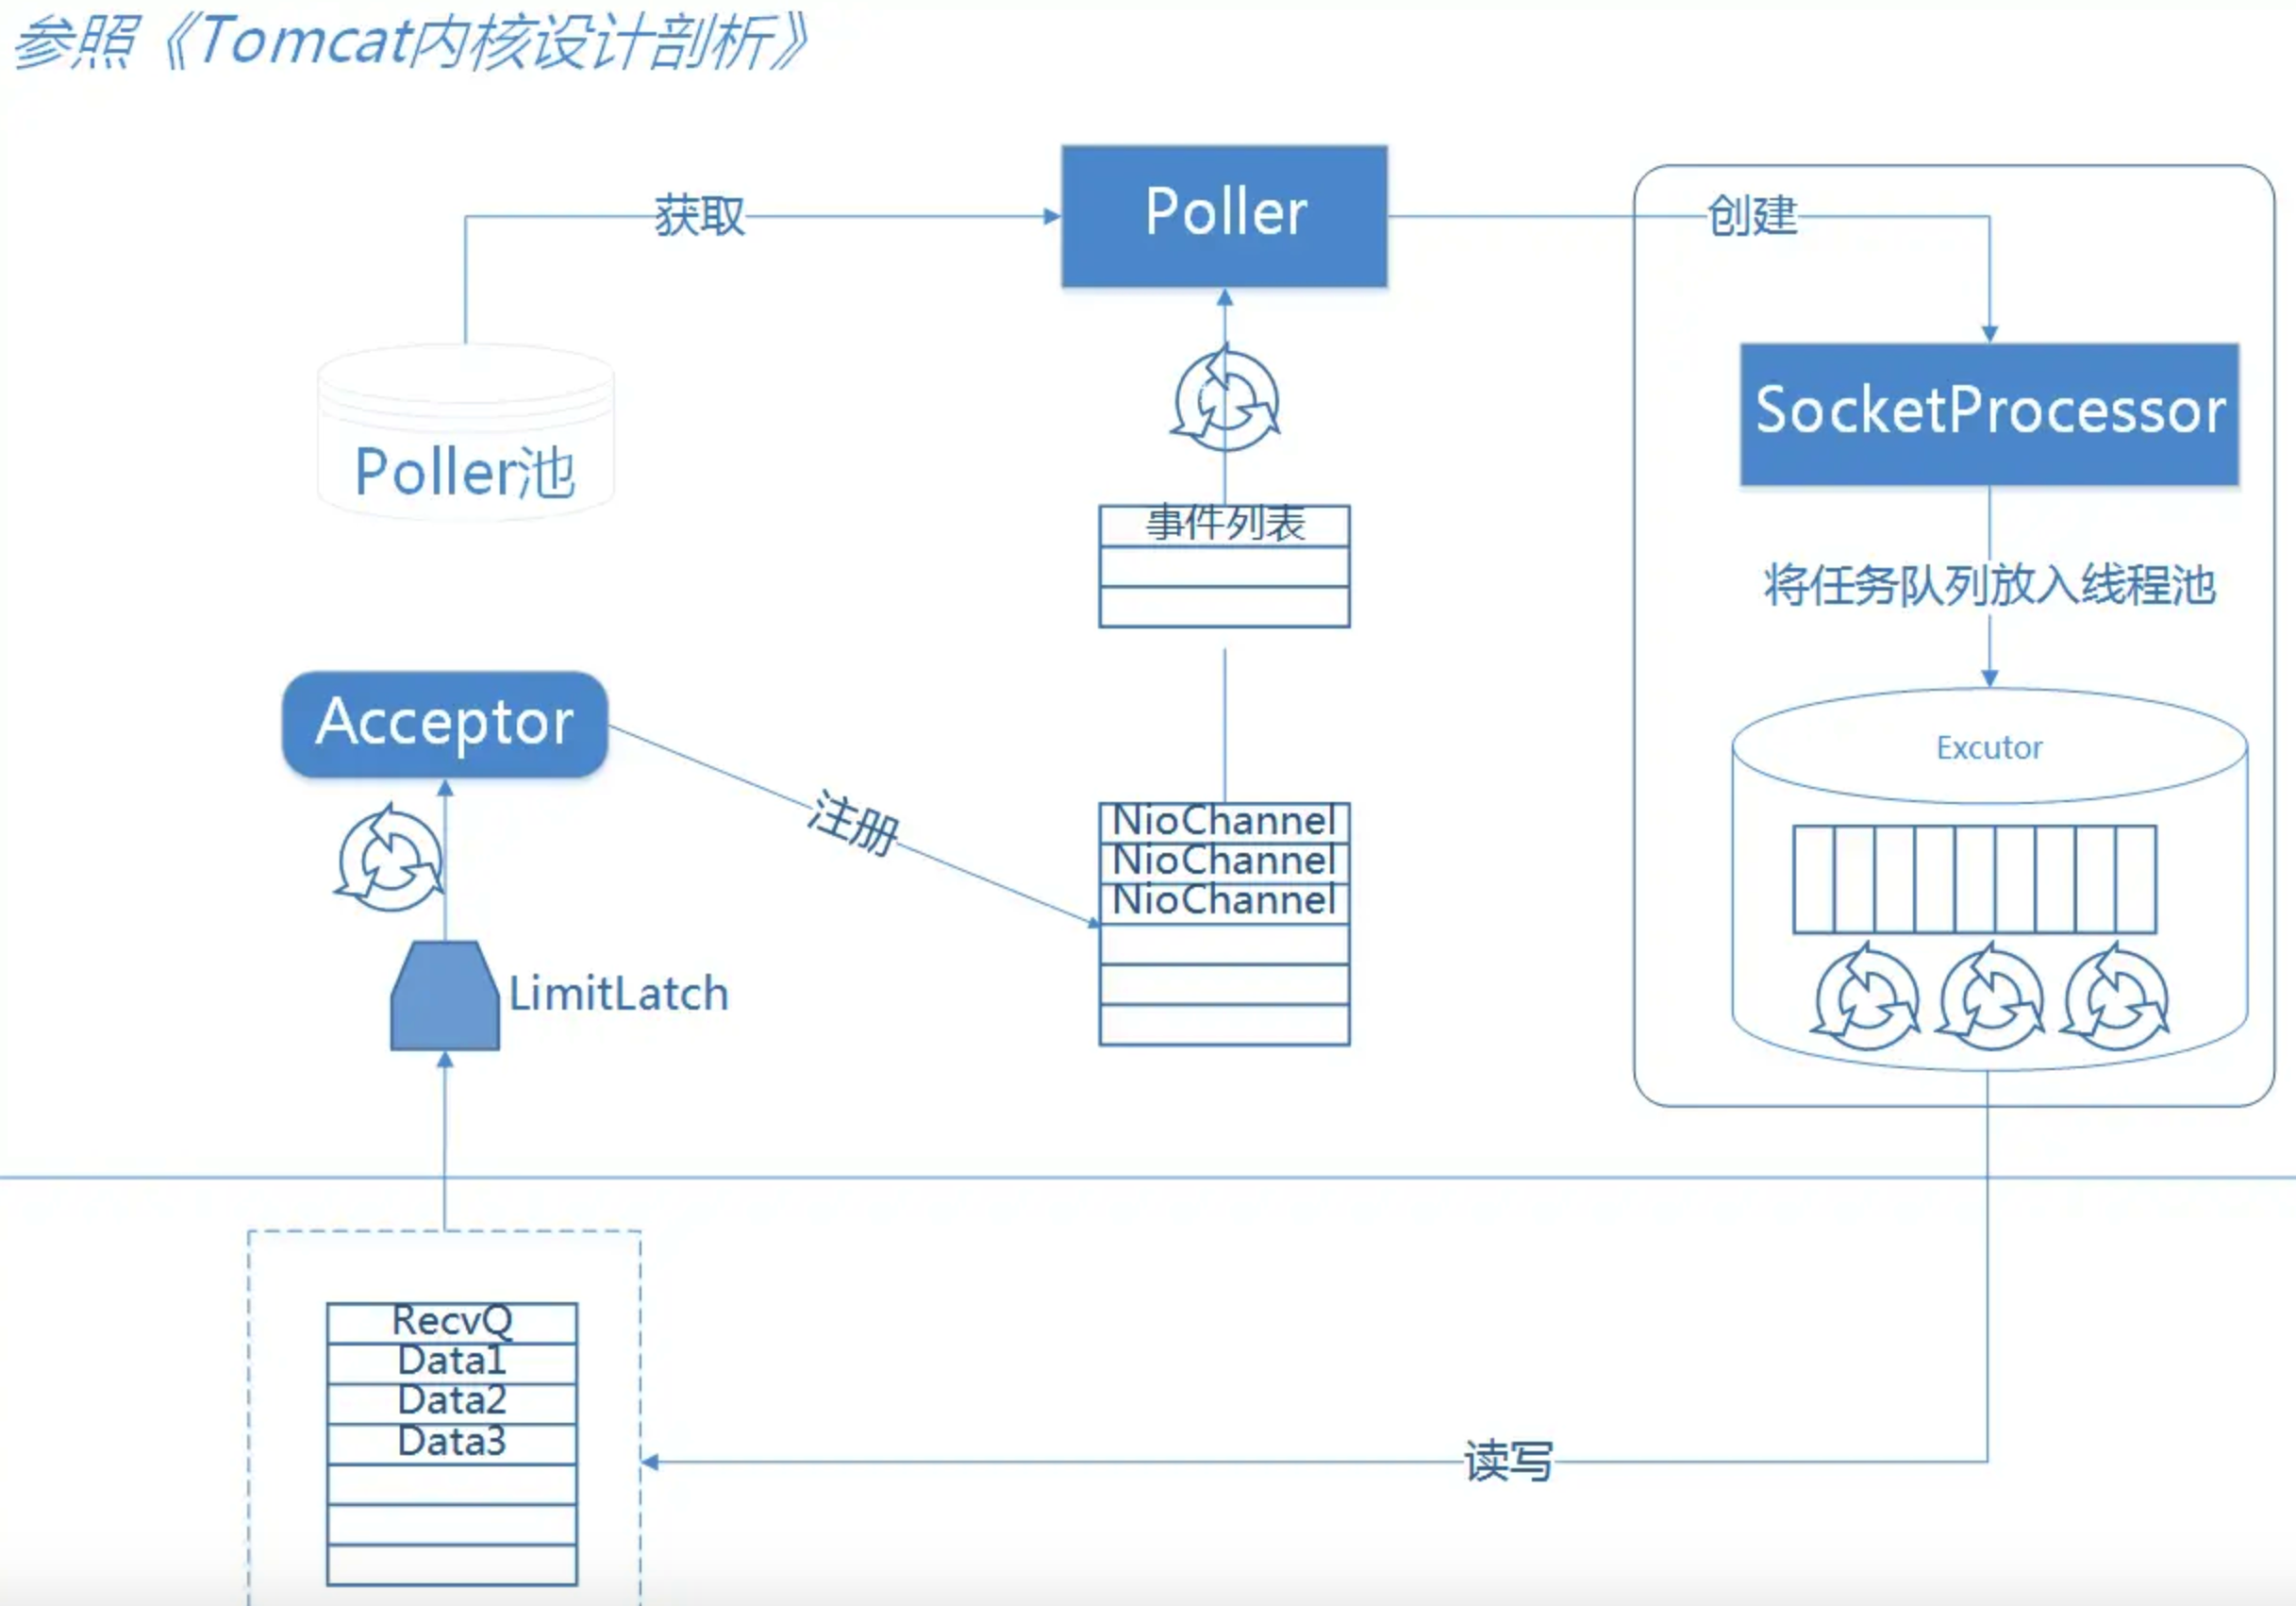 参照《Tomcat内核设计剖析》
获取
Poller
创建
Poller池
SocketProcessor
事件列表
将任务队列放入线程池
Acceptor
Excutor
注册
NioChannel
NioChannel
NioChannel
LimitLatch
RecvQ
Data1
Data2
Data3
读写